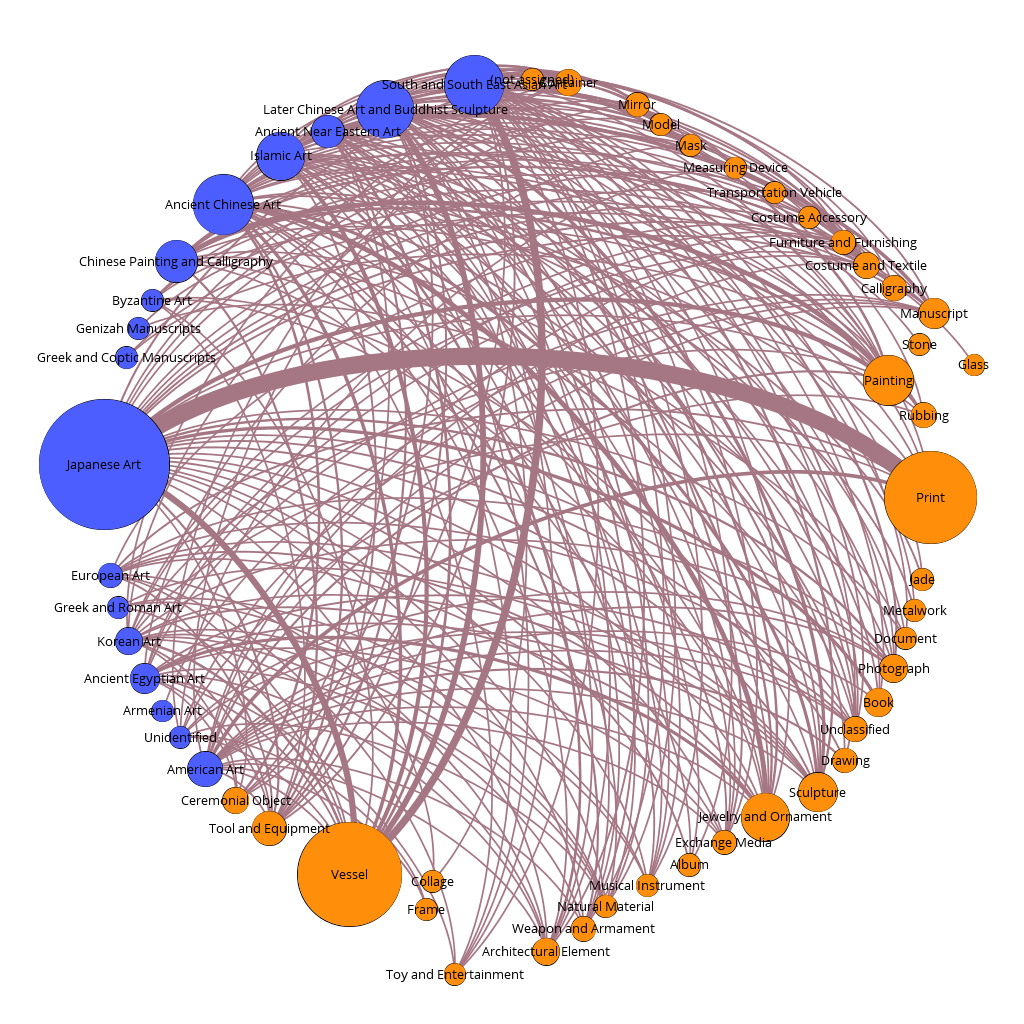 South and South East Asian Art
(not assigned)
Container
Later Chinese Art and Buddhist Sculpture
Mirror
Model
Ancient Near Eastern Art
Mask
Islamic Art
Measuring Device
Transportation Vehicle
Ancient Chinese Art
Costume Accessory
Furniture and Furnishing
Chinese Painting and Calligraphy
Costume and Textile
Calligraphy
Byzantine Art
Manuscript
Genizah Manuscripts
Stone
Greek and Coptic Manuscripts
Glass
Painting
Rubbing
Japanese Art
Print
European Art
Jade
Greek and Roman Art
Metalwork
Korean Art
Document
Photograph
Ancient Egyptian Art
Book
Armenian Art
Unclassified
Unidentified
Drawing
American Art
Sculpture
Ceremonial Object
Jewelry and Ornament
Tool and Equipment
Exchange Media
Album
Vessel
Collage
Musical Instrument
Natural Material
Frame
Weapon and Armament
Architectural Element
Toy and Entertainment